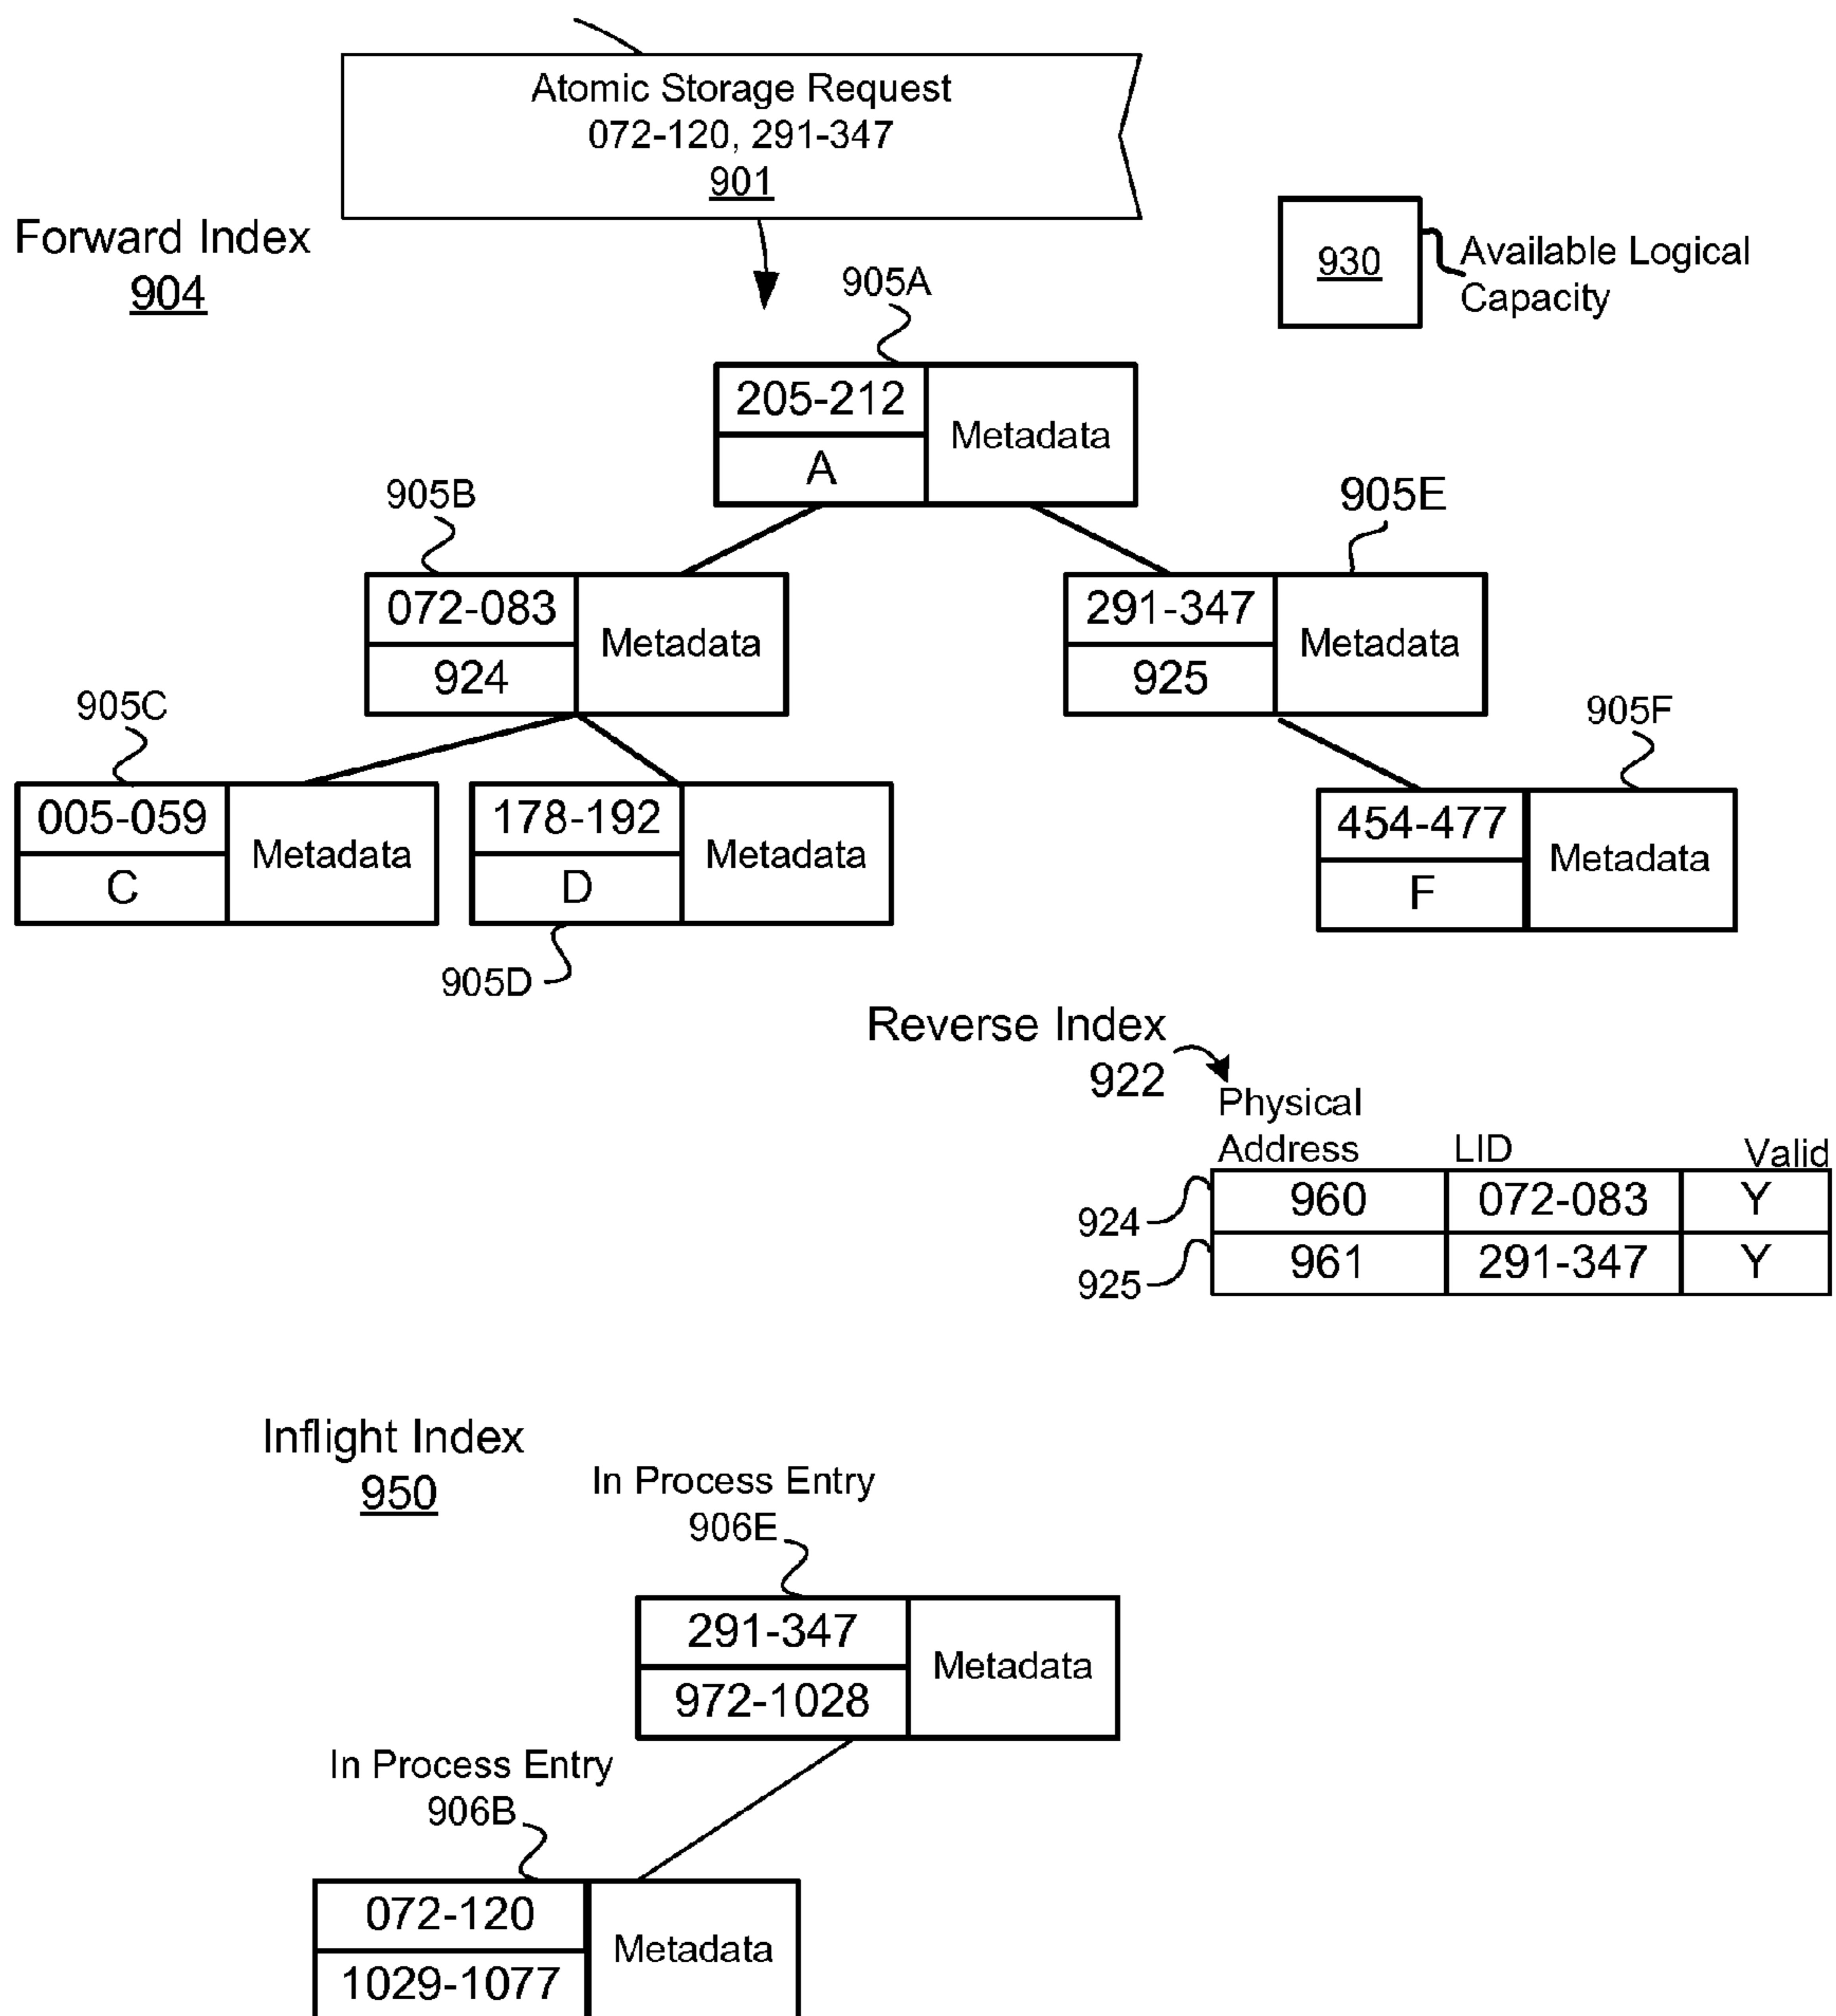 Atomic Storage Request
072-120, 291-347
901
Forward Index
904
930
Available Logical
Capacity
905A
205-212
A
Metadata
905B
072-083
924
Metadata
905E
291-347
925
Metadata
905C
005-059
C
Metadata
178-192
D
Metadata
905D
905F
454-477
F
Metadata
Reverse Index
922
Physical
Address LID Valid
924 960 072-083 Y
925 961 291-347 Y
Inflight Index
950
In Process Entry
906E
291-347
972-1028
Metadata
In Process Entry
906B
072-120
1029-1077
Metadata